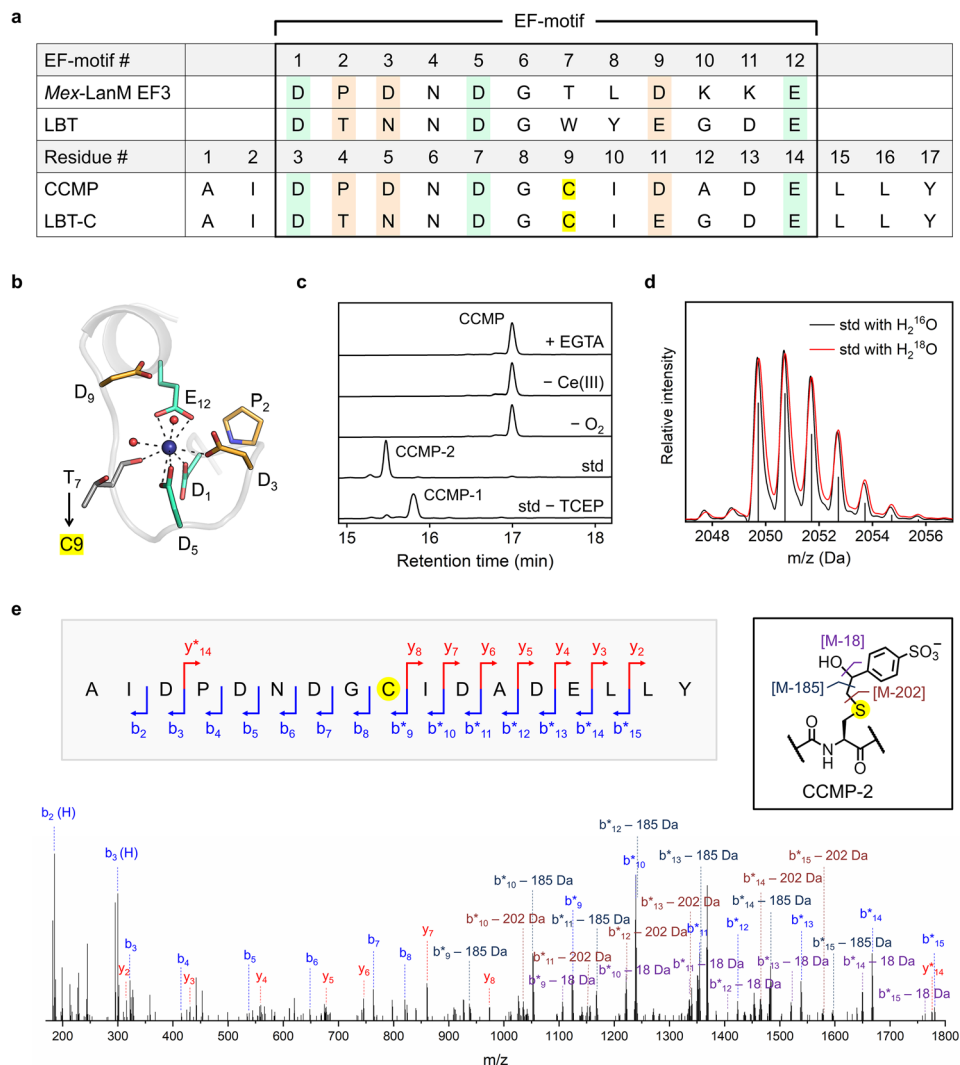 a
EF-motif
EF-motif # 1 2 3 4 5 6 7 8 9 10 11 12
Mex-LanM EF3 D P D N D G T L D K K E
LBT D T N N D G W Y E G D E
Residue # 1 2 3 4 5 6 7 8 9 10 11 12 13 14 15 16 17
CCMP A I D P D N D G C I D A D E L L Y
LBT-C A I D T N N D G C I E G D E L L Y
b
D9
E12
P2
T7
D1
D3
C9
D5
c
CCMP
+ EGTA
− Ce(III)
− O2
CCMP-2
std
CCMP-1
std − TCEP
15 16 17 18
Retention time (min)
d
Relative intensity
std with H2¹⁶O
std with H2¹⁸O
2048 2050 2052 2054 2056
m/z (Da)
e
y*14 y8 y7 y6 y5 y4 y3 y2
A I D P D N D G C I D A D E L L Y
b2 b3 b4 b5 b6 b7 b8 b*9 b*10 b*11 b*12 b*13 b*14 b*15
[M-18]
SO3−
HO
[M-185]
[M-202]
S
N
H
O
O
CCMP-2
b2 (H)
b*12 – 185 Da
b3 (H)
b*13 – 185 Da
b*15 – 202 Da
b*10
b*10 – 185 Da
b*14 – 202 Da
b*9
b*13 – 202 Da
b*14 – 185 Da
b*10 – 202 Da
b*11 – 185 Da
b*11
b*12
b*13
b*14
b*12 – 202 Da
b3
b7
b8
y7
b*9 – 185 Da
b*15 – 185 Da
b*15
b4
b5
b6
b*11 – 202 Da
b*10 – 18 Da
b*11 – 18 Da
b*13 – 18 Da
b*14 – 18 Da
y*14
y2
y3
y4
y5
y6
y8
b*9 – 18 Da
b*12 – 18 Da
b*15 – 18 Da
200 300 400 500 600 700 800 900 1000 1100 1200 1300 1400 1500 1600 1700 1800
m/z